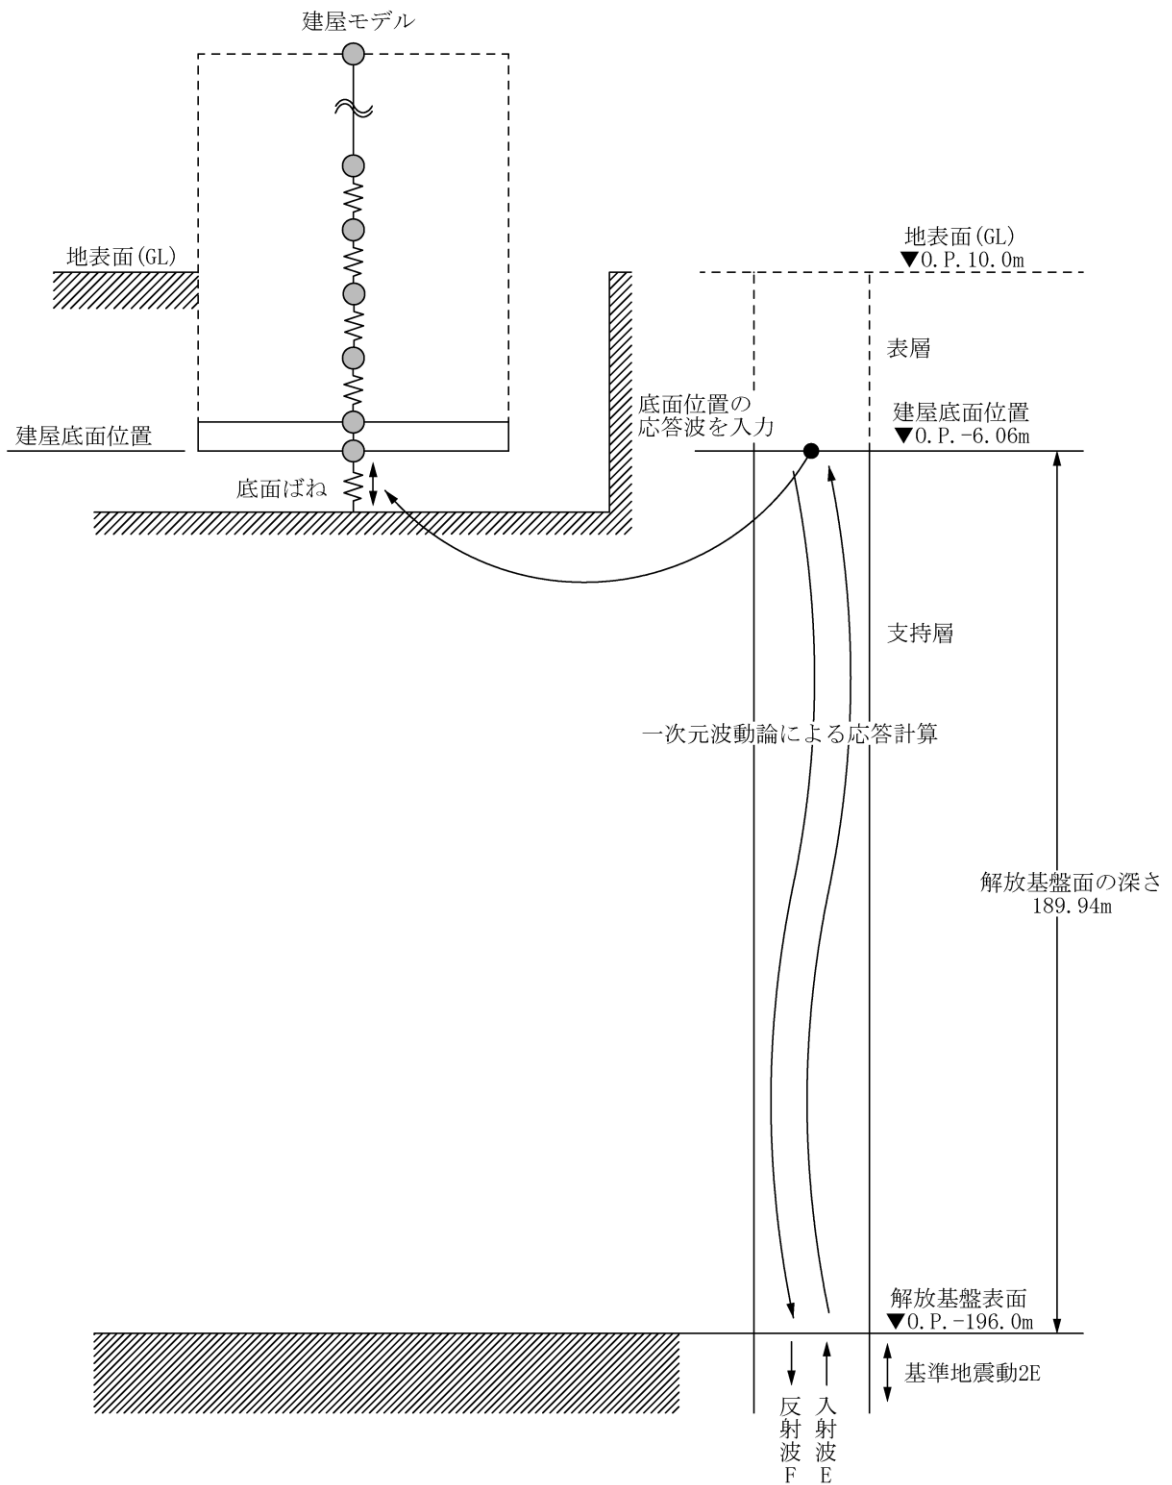 建屋モデル
地表面(GL)
地表面(GL)
▼O.P.10.0m
表層
底面位置の
応答波を入力
建屋底面位置
▼O.P.-6.06m
建屋底面位置
底面ばね
支持層
一次元波動論による応答計算
解放基盤面の深さ
189.94m
解放基盤表面
▼O.P.-196.0m
基準地震動2E
反射波F
入射波E